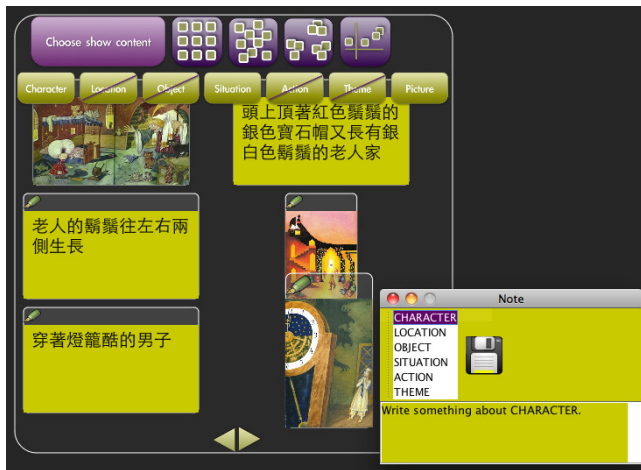 Choose show content
Character
Location
Object
Situation
Action
Theme
Picture
頭上頂著紅色鬚鬚的
銀色寶石帽又長有銀
白色鬍鬚的老人家
老人的鬍鬚往左右兩
側生長
穿著燈籠酷的男子
Note
CHARACTER
LOCATION
OBJECT
SITUATION
ACTION
THEME
Write something about CHARACTER.